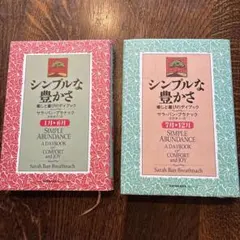 シンプルな
豊かさ
癒しと喜びのデイブック
サラ・バン・ブラナック
1月▶6月
SIMPLE
ABUNDANCE
A DAYBOOK
of
COMFORT
and JOY
Sarah Ban Breathnach
シンプルな
豊かさ
癒しと喜びのデイブック
サラ・バン・ブラナック
7月▶12月
SIMPLE
ABUNDANCE
A DAYBOOK
of
COMFORT
and JOY
Sarah Ban Breathnach